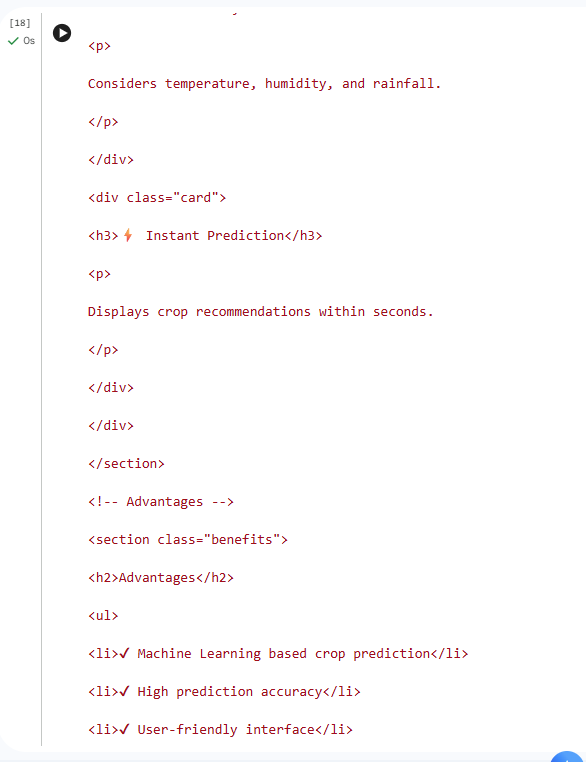 [18]
✓ 0s
<p>
Considers temperature, humidity, and rainfall.
</p>
</div>
<div class="card">
<h3>⚡ Instant Prediction</h3>
<p>
Displays crop recommendations within seconds.
</p>
</div>
</div>
</section>
<!-- Advantages -->
<section class="benefits">
<h2>Advantages</h2>
<ul>
<li>✔ Machine Learning based crop prediction</li>
<li>✔ High prediction accuracy</li>
<li>✔ User-friendly interface</li>